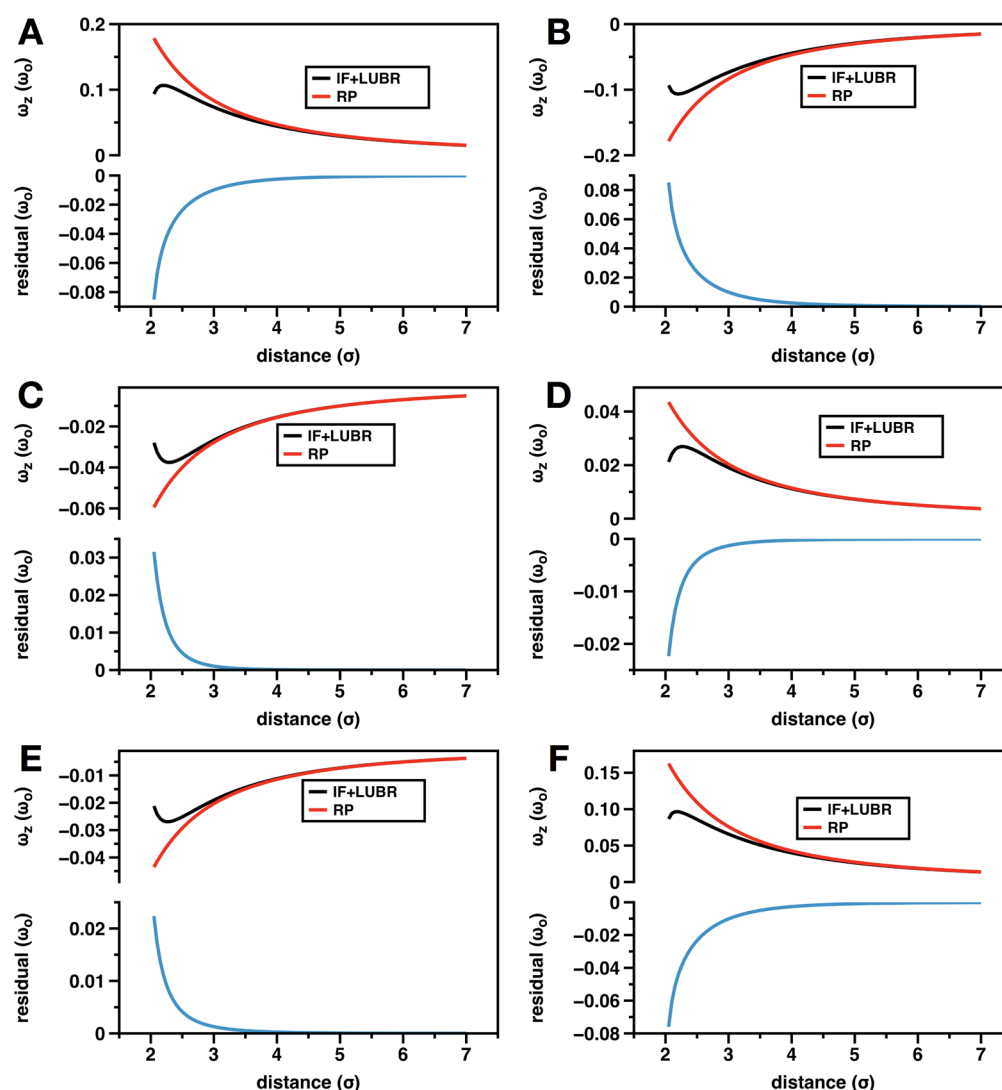 A
0.2
0.1
0
ω_z (ω_o)
IF+LUBR
RP
0
−0.02
−0.04
−0.06
−0.08
residual (ω_o)
2 3 4 5 6 7
distance (σ)
B
0
−0.1
−0.2
ω_z (ω_o)
IF+LUBR
RP
0.08
0.06
0.04
0.02
0
residual (ω_o)
2 3 4 5 6 7
distance (σ)
C
−0.02
−0.04
−0.06
ω_z (ω_o)
IF+LUBR
RP
0.03
0.02
0.01
0
residual (ω_o)
2 3 4 5 6 7
distance (σ)
D
0.04
0.02
0
ω_z (ω_o)
IF+LUBR
RP
0
−0.01
−0.02
residual (ω_o)
2 3 4 5 6 7
distance (σ)
E
−0.01
−0.02
−0.03
−0.04
ω_z (ω_o)
IF+LUBR
RP
0.02
0.01
0
residual (ω_o)
2 3 4 5 6 7
distance (σ)
F
0.15
0.10
0.05
0
ω_z (ω_o)
IF+LUBR
RP
0
−0.02
−0.04
−0.06
−0.08
residual (ω_o)
2 3 4 5 6 7
distance (σ)